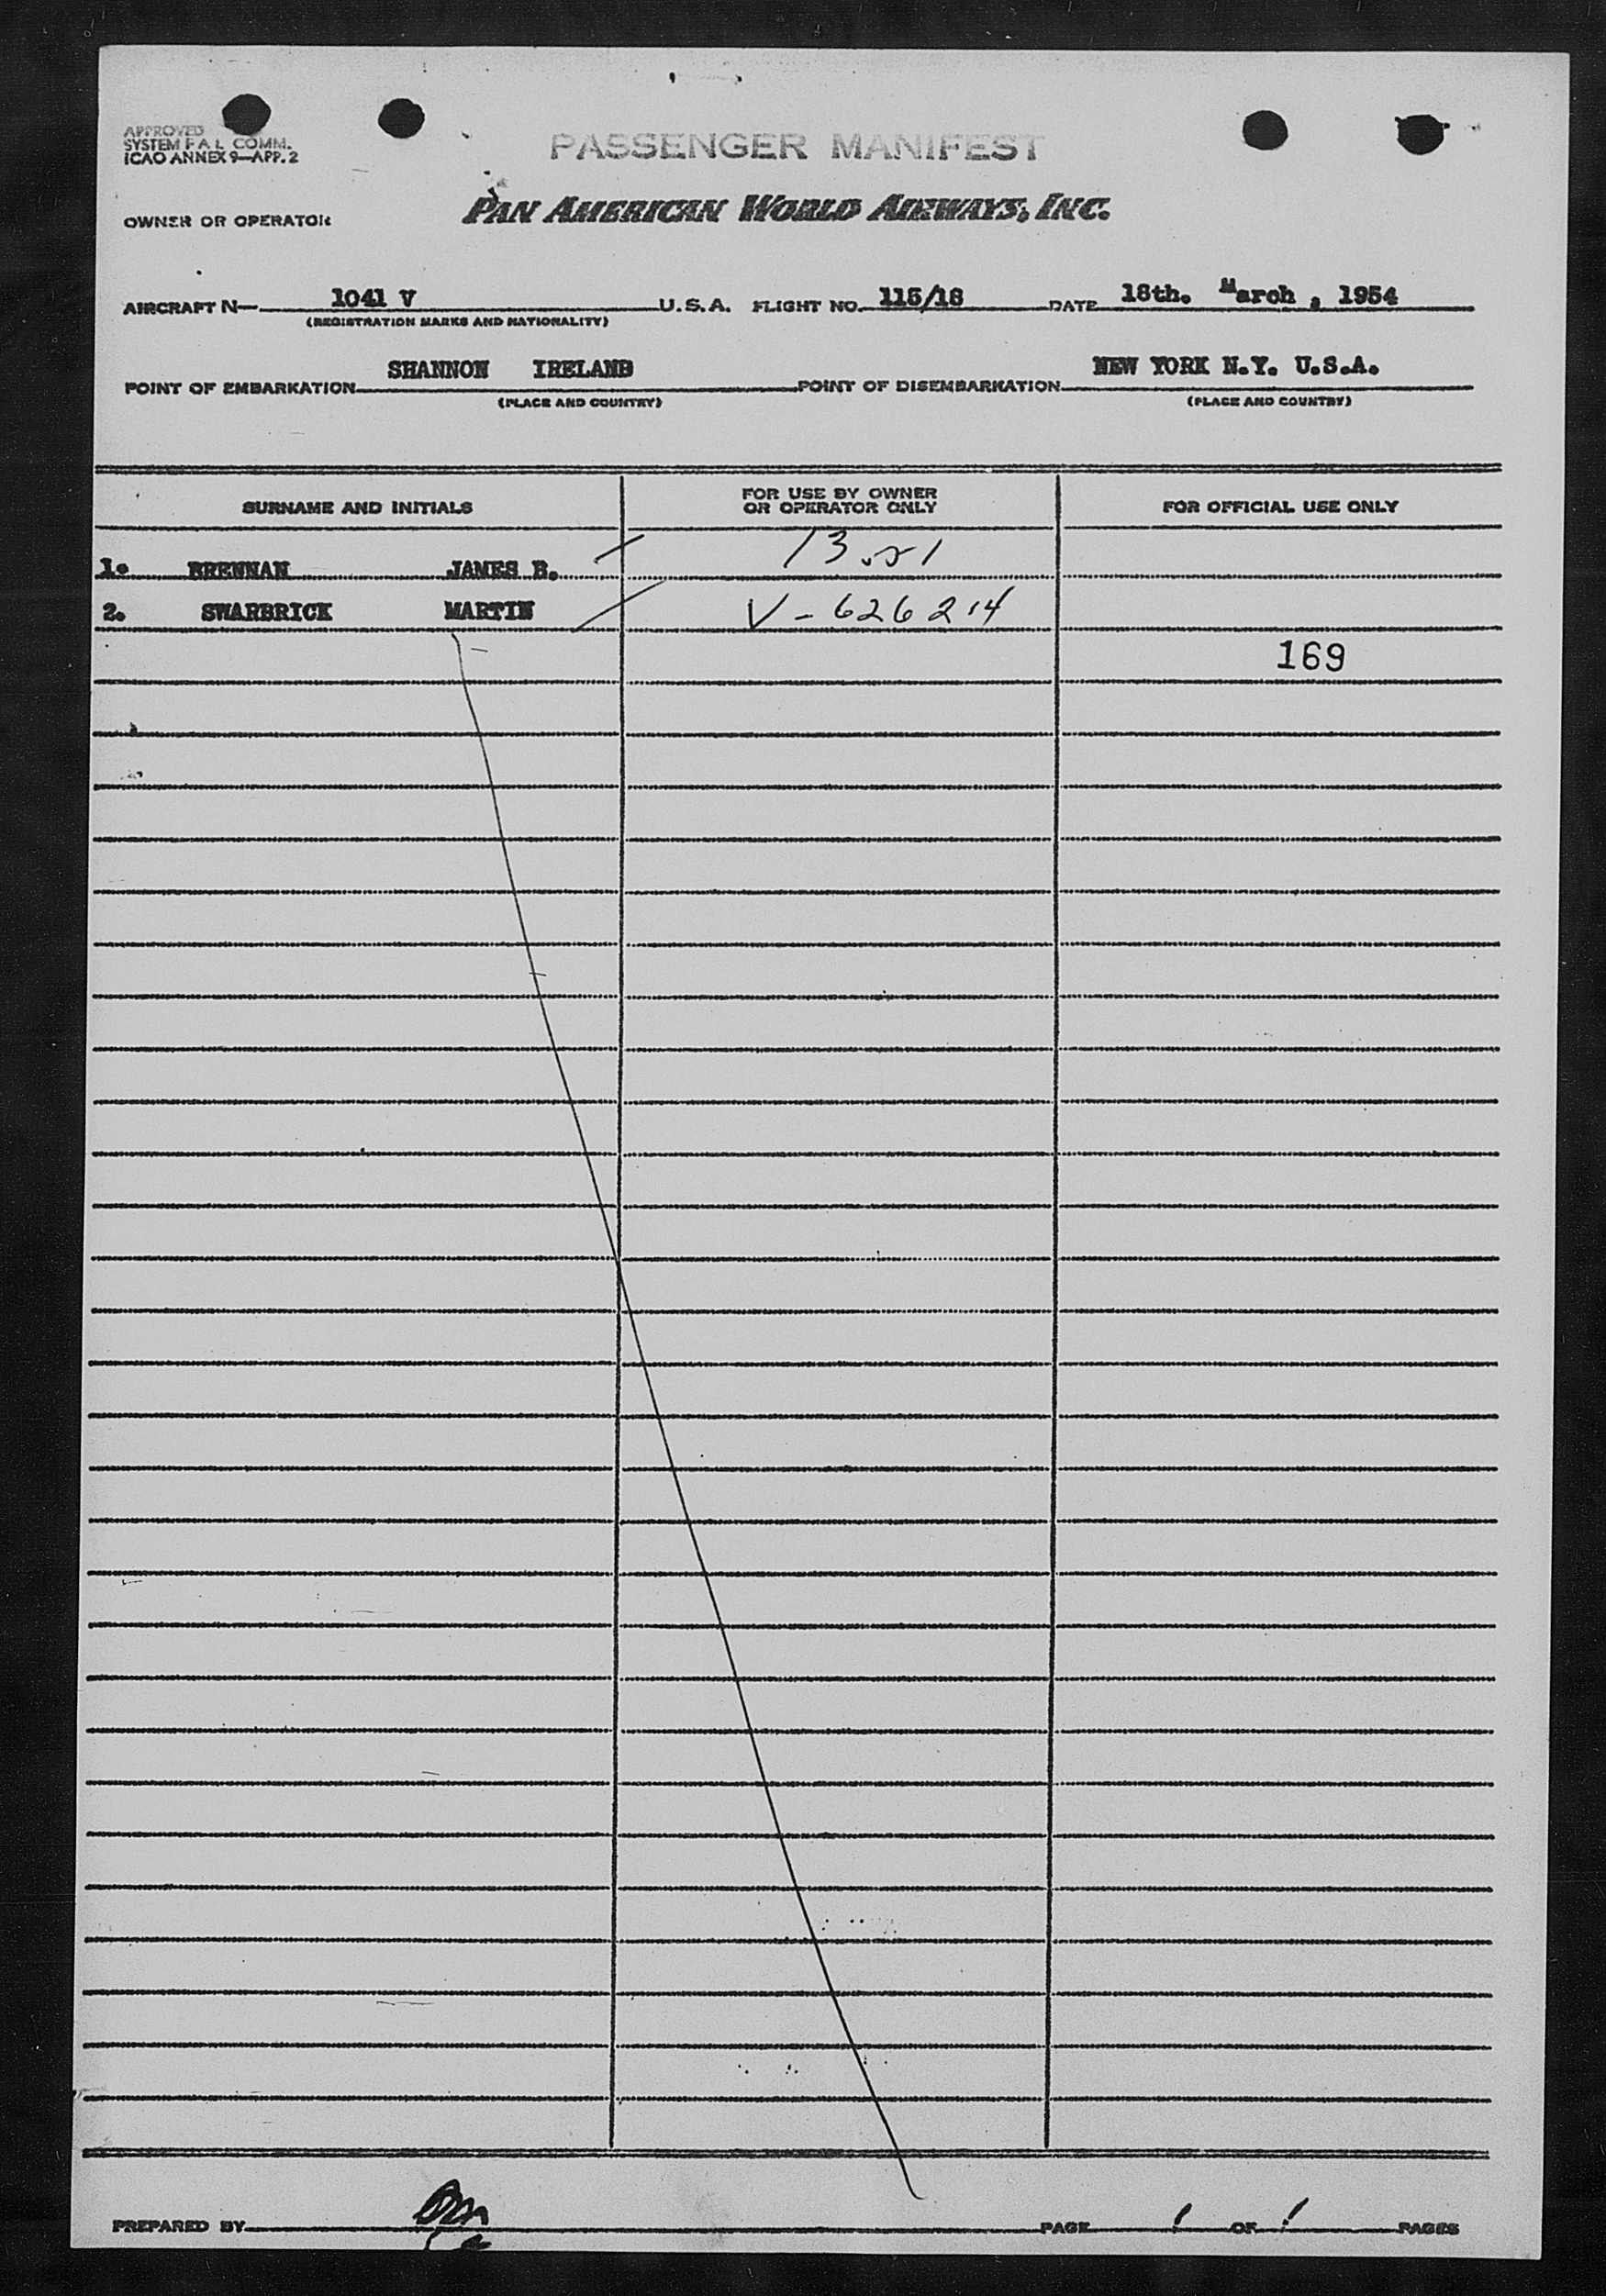 APPROVED
SYSTEM F A L COMM.
ICAO ANNEX 9—APP. 2
PASSENGER MANIFEST
OWNER OR OPERATOR PAN AMERICAN WORLD AIRWAYS, INC.
AIRCRAFT N— 1041 V U.S.A. FLIGHT NO. 115/18 DATE 18th. March , 1954
(REGISTRATION MARKS AND NATIONALITY)
POINT OF EMBARKATION SHANNON IRELAND POINT OF DISEMBARKATION NEW YORK N.Y. U.S.A.
(PLACE AND COUNTRY) (PLACE AND COUNTRY)
SURNAME AND INITIALS FOR USE BY OWNER OR OPERATOR ONLY FOR OFFICIAL USE ONLY
1. BRENNAN JAMES B.
2. SWARBRICK MARTIN V-626214
169
PREPARED BY PAGE 1 OF 1 PAGES